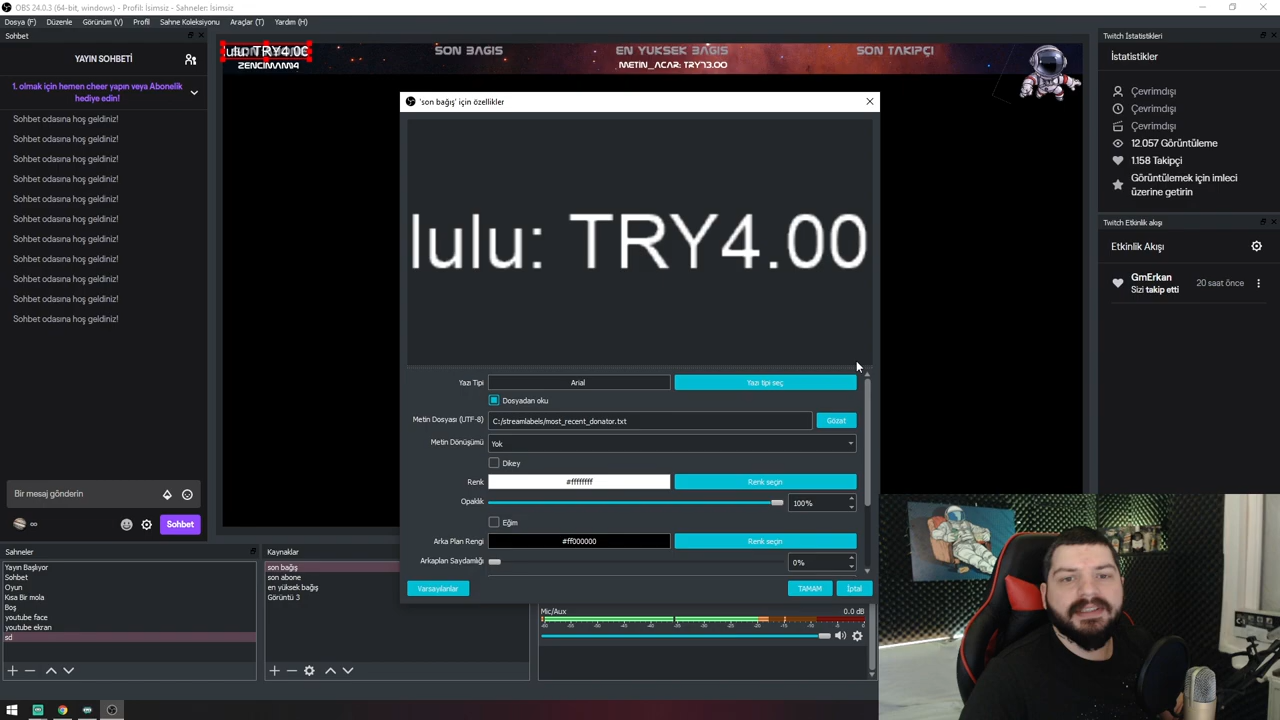 OBS 24.0.3 (64-bit, windows) - Profil: İsimsiz - Sahneler: İsimsiz
Dosya (F) Düzenle Görünüm (V) Profil Sahne Koleksiyonu Araçlar (T) Yardım (H)
Sohbet
YAYIN SOHBETİ
1. olmak için hemen cheer yapın veya Abonelik
hediye edin!
Sohbet odasına hoş geldiniz!
Sohbet odasına hoş geldiniz!
Sohbet odasına hoş geldiniz!
Sohbet odasına hoş geldiniz!
Sohbet odasına hoş geldiniz!
Sohbet odasına hoş geldiniz!
Sohbet odasına hoş geldiniz!
Sohbet odasına hoş geldiniz!
Sohbet odasına hoş geldiniz!
Sohbet odasına hoş geldiniz!
Sohbet odasına hoş geldiniz!
Bir mesaj gönderin
Sohbet
lulu: TRY4.00
ZENCIMAN14
SON BAGIS
EN YUKSEK BAGIS
METIN_ACAR: TRY73.00
SON TAKIPÇI
'son bağış' için özellikler
lulu: TRY4.00
Yazı Tipi Arial Yazı tipi seç
Dosyadan oku
Metin Dosyası (UTF-8) C:/streamlabels/most_recent_donator.txt Gözat
Metin Dönüşümü Yok
Dikey
Renk #ffffffff Renk seçin
Opaklık 100%
Eğim
Arka Plan Rengi #ff000000 Renk seçin
Arkaplan Saydamlığı 0%
Varsayılanlar TAMAM İptal
Twitch İstatistikleri
İstatistikler
Çevrimdışı
Çevrimdışı
Çevrimdışı
12.057 Görüntüleme
1.158 Takipçi
Görüntülemek için imleci
üzerine getirin
Twitch Etkinlik akışı
Etkinlik Akışı
GmErkan
Sizi takip etti
20 saat önce
Sahneler
Yayın Başlıyor
Sohbet
Oyun
Kısa Bir mola
Boş
youtube face
youtube ekran
sd
Kaynaklar
son bağış
son abone
en yüksek bağış
Görüntü 3
Mic/Aux 0.0 dB